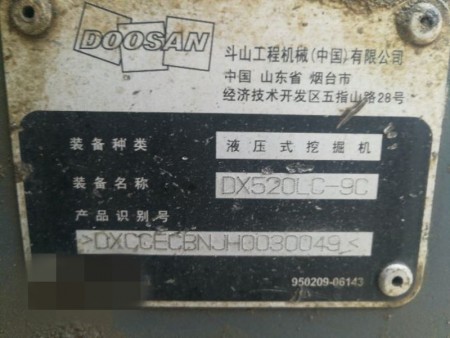 DOOSAN
斗山工程机械(中国)有限公司
中国 山东省 烟台市
经济技术开发区五指山路28号
装备种类 液压式挖掘机
装备名称 DX520LC-9C
产品识别号
>DXCCECBNJH0030049<
950209-06143